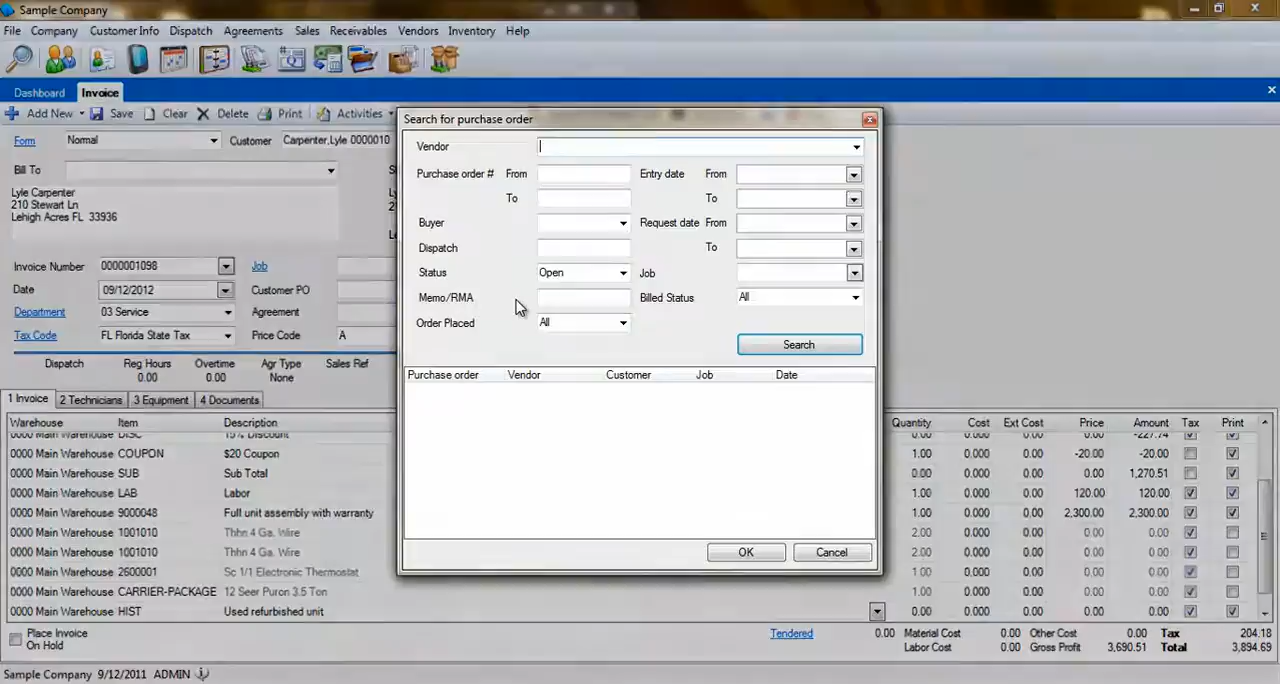 Sample Company
File Company Customer Info Dispatch Agreements Sales Receivables Vendors Inventory Help
Dashboard Invoice
Add New Save Clear Delete Print Activities
Form Normal Customer Carpenter,Lyle 0000010
Bill To
Lyle Carpenter
210 Stewart Ln
Lehigh Acres FL 33936
Invoice Number 0000001098 Job
Date 09/12/2012 Customer PO
Department 03 Service Agreement
Tax Code FL Florida State Tax Price Code A
Dispatch Reg Hours Overtime Agr Type Sales Ref
0.00 0.00 None
1 Invoice 2 Technicians 3 Equipment 4 Documents
Search for purchase order
Vendor
Purchase order # From Entry date From
To To
Buyer Request date From
Dispatch To
Status Open Job
Memo/RMA Billed Status All
Order Placed All
Search
Purchase order Vendor Customer Job Date
OK Cancel
Warehouse Item Description Quantity Cost Ext Cost Price Amount Tax Print
0000 Main Warehouse DISC 15% Discount 0.00 0.000 0.00 0.00 -227.74
0000 Main Warehouse COUPON $20 Coupon 1.00 0.000 0.00 -20.00 -20.00
0000 Main Warehouse SUB Sub Total 0.00 0.000 0.00 0.00 1,270.51
0000 Main Warehouse LAB Labor 1.00 0.000 0.00 120.00 120.00
0000 Main Warehouse 9000048 Full unit assembly with warranty 1.00 0.000 0.00 2,300.00 2,300.00
0000 Main Warehouse 1001010 Thhn 4 Ga. Wire 2.00 0.000 0.00 0.00 0.00
0000 Main Warehouse 1001010 Thhn 4 Ga. Wire 2.00 0.000 0.00 0.00 0.00
0000 Main Warehouse 2600001 Sc 1/1 Electronic Thermostat 1.00 0.000 0.00 0.00 0.00
0000 Main Warehouse CARRIER-PACKAGE 12 Seer Puron 3.5 Ton 1.00 0.000 0.00 0.00 0.00
0000 Main Warehouse HIST Used refurbished unit 0.00 0.000 0.00 0.00 0.00
Place Invoice
On Hold
Tendered 0.00 Material Cost 0.00 Other Cost 0.00 Tax 204.18
Labor Cost 0.00 Gross Profit 3,690.51 Total 3,894.69
Sample Company 9/12/2011 ADMIN